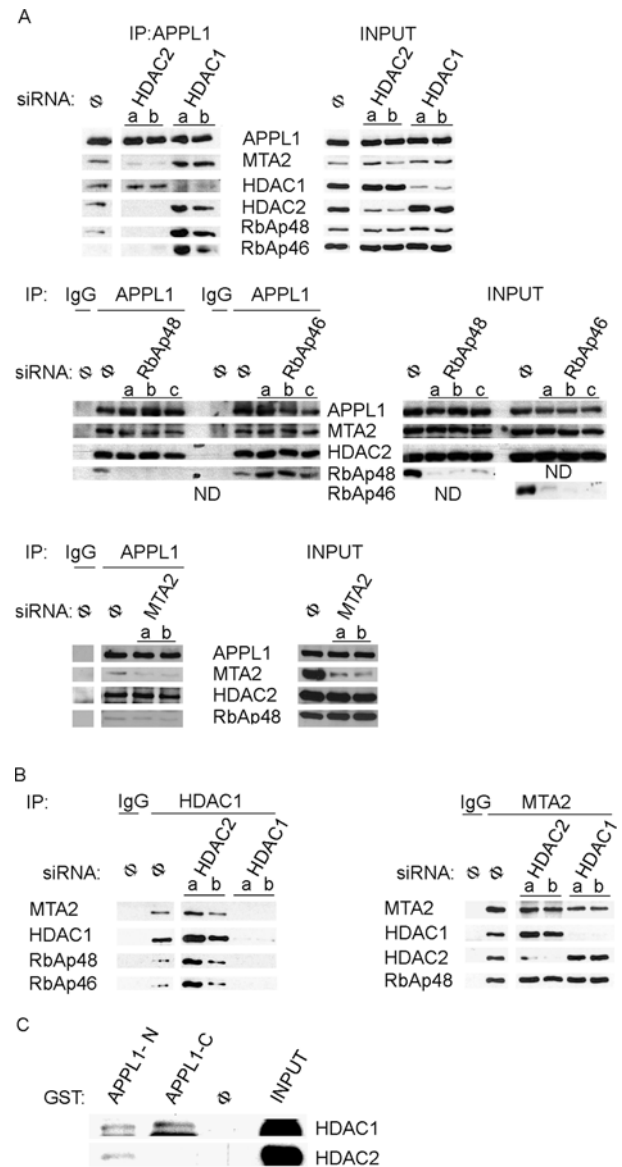 A
IP:APPL1 INPUT
siRNA: Φ HDAC2 HDAC1 Φ HDAC2 HDAC1
a b a b a b a b
APPL1
MTA2
HDAC1
HDAC2
RbAp48
RbAp46
IP: IgG APPL1 IgG APPL1 INPUT
siRNA: Φ Φ RbAp48 Φ Φ RbAp46 Φ RbAp48 Φ RbAp46
a b c a b c a b c a b c
APPL1
MTA2
HDAC2
RbAp48 ND
ND RbAp46 ND
IP: IgG APPL1 INPUT
siRNA: Φ Φ MTA2 Φ MTA2
a b a b
APPL1
MTA2
HDAC2
RbAp48
B
IP: IgG HDAC1 IgG MTA2
siRNA: Φ Φ HDAC2 HDAC1 siRNA: Φ Φ HDAC2 HDAC1
a b a b a b a b
MTA2 MTA2
HDAC1 HDAC1
RbAp48 HDAC2
RbAp46 RbAp48
C
GST: APPL1-N APPL1-C Φ INPUT
HDAC1
HDAC2